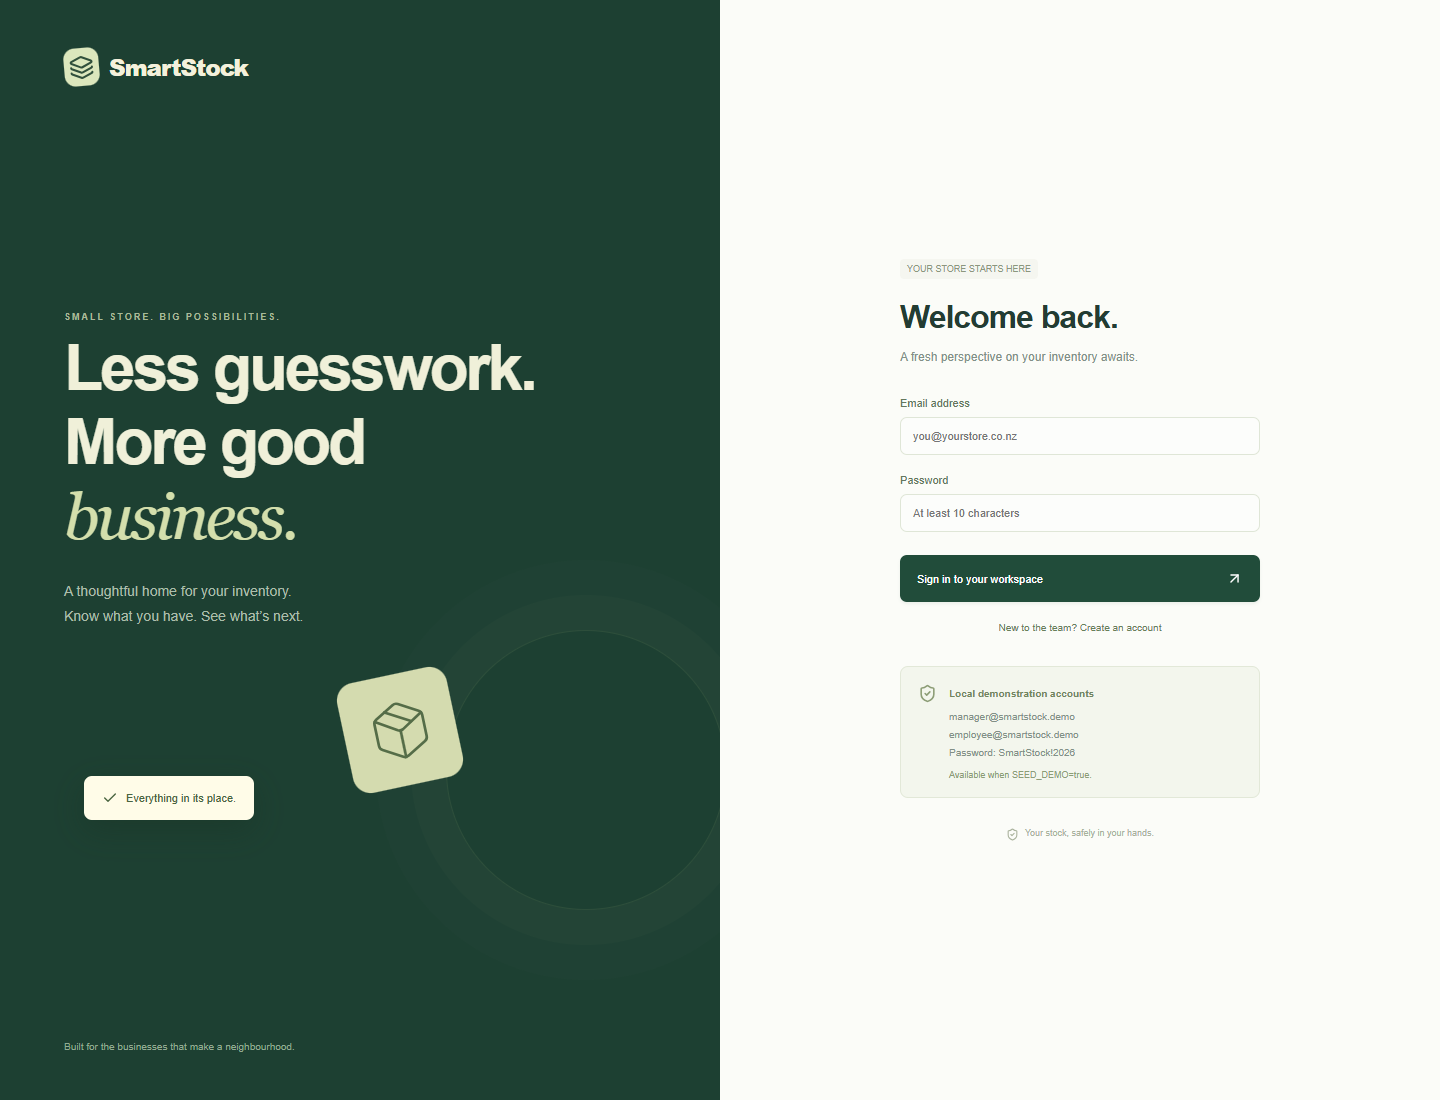 SmartStock
SMALL STORE. BIG POSSIBILITIES.
Less guesswork.
More good
business.
A thoughtful home for your inventory.
Know what you have. See what's next.
Everything in its place.
Built for the businesses that make a neighbourhood.
YOUR STORE STARTS HERE
Welcome back.
A fresh perspective on your inventory awaits.
Email address
you@yourstore.co.nz
Password
At least 10 characters
Sign in to your workspace
New to the team? Create an account
Local demonstration accounts
manager@smartstock.demo
employee@smartstock.demo
Password: SmartStock!2026
Available when SEED_DEMO=true.
Your stock, safely in your hands.